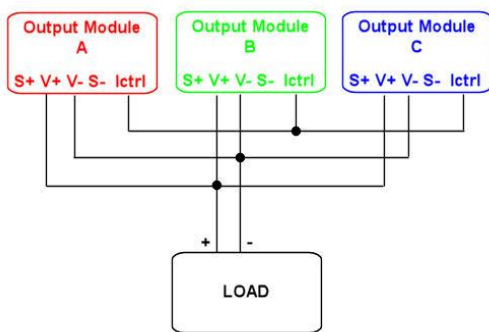 Output Module
A
S+ V+ V- S- Ictrl
Output Module
B
S+ V+ V- S- Ictrl
Output Module
C
S+ V+ V- S- Ictrl
+ -
LOAD